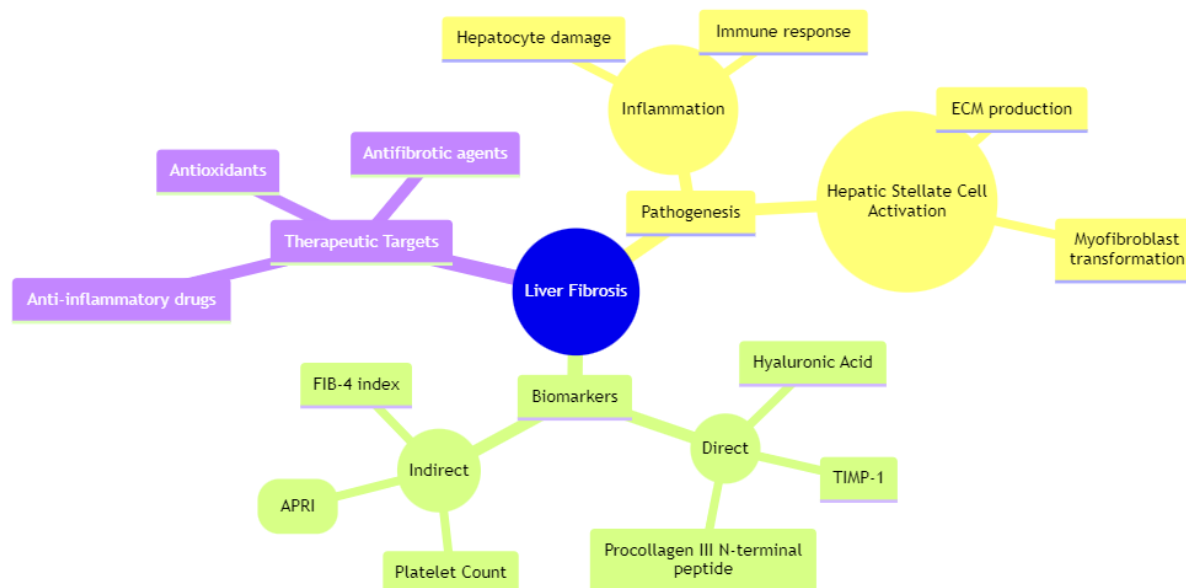 Hepatocyte damage
Immune response
Inflammation
ECM production
Antifibrotic agents
Antioxidants
Hepatic Stellate Cell
Activation
Pathogenesis
Therapeutic Targets
Myofibroblast
transformation
Liver Fibrosis
Anti-inflammatory drugs
Hyaluronic Acid
FIB-4 index
Biomarkers
Direct
Indirect
TIMP-1
APRI
Procollagen III N-terminal
peptide
Platelet Count